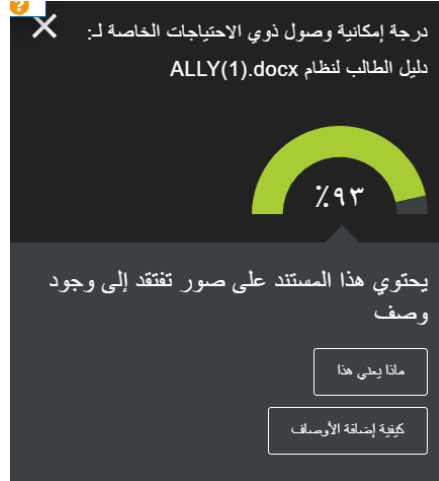 درجة إمكانية وصول ذوي الاحتياجات الخاصة لـ:
دليل الطالب لنظام ALLY(1).docx
٩٣٪
يحتوي هذا المستند على صور تفتقد إلى وجود
وصف
ماذا يعني هذا
كيفية إضافة الأوصاف